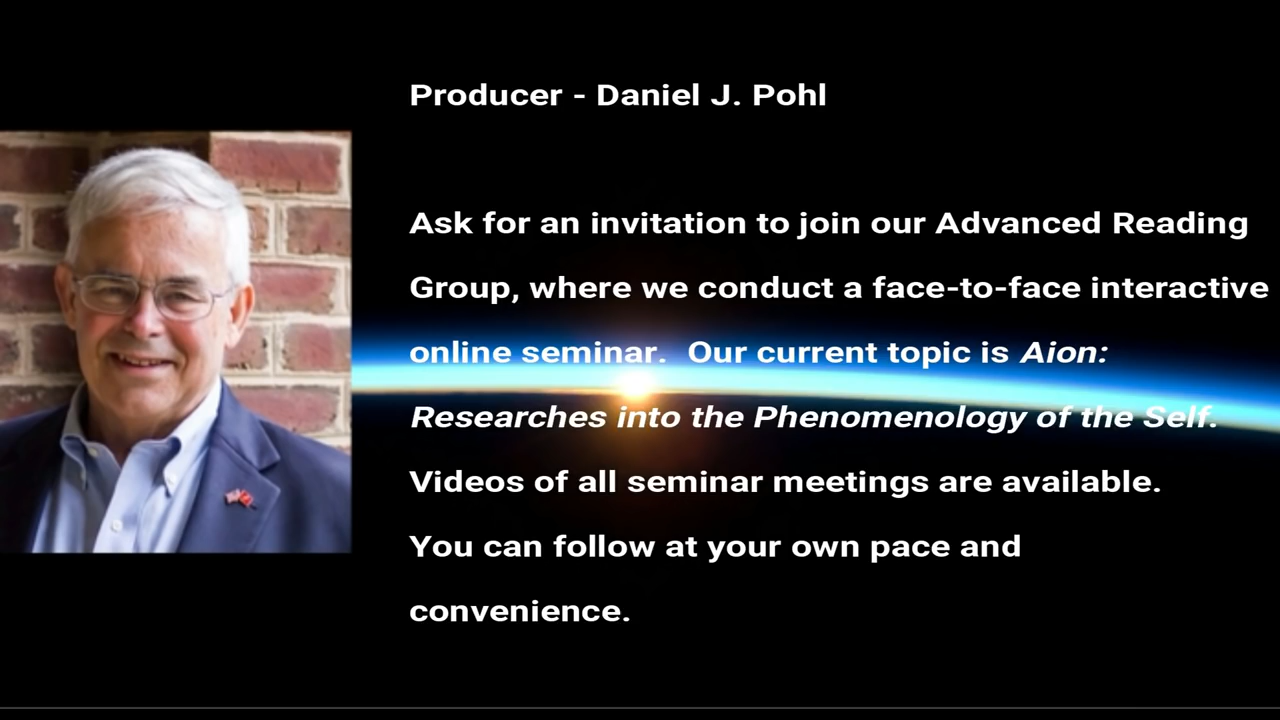 Producer - Daniel J. Pohl
Ask for an invitation to join our Advanced Reading
Group, where we conduct a face-to-face interactive
online seminar.  Our current topic is Aion:
Researches into the Phenomenology of the Self.
Videos of all seminar meetings are available.
You can follow at your own pace and
convenience.